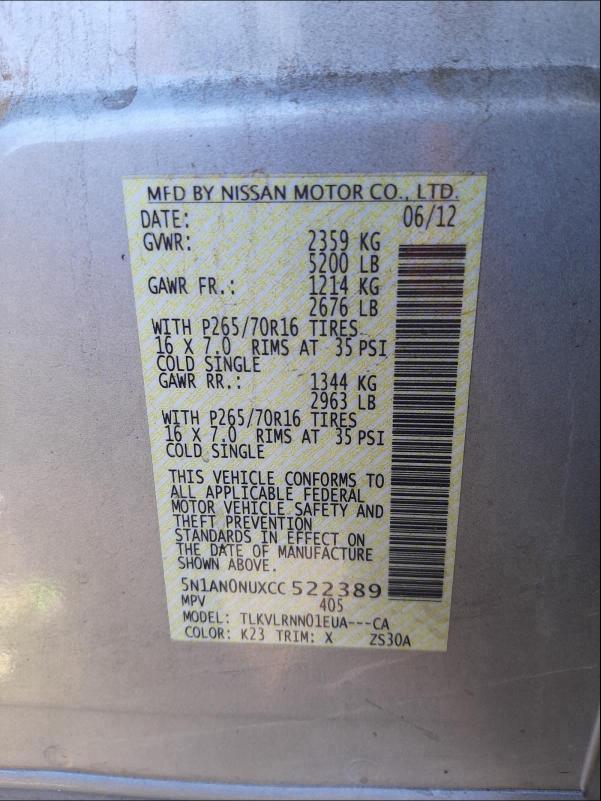 MFD BY NISSAN MOTOR CO., LTD.
DATE: 06/12
GVWR: 2359 KG
5200 LB
GAWR FR.: 1214 KG
2676 LB
WITH P265/70R16 TIRES
16 X 7.0 RIMS AT 35 PSI
COLD SINGLE
GAWR RR.: 1344 KG
2963 LB
WITH P265/70R16 TIRES
16 X 7.0 RIMS AT 35 PSI
COLD SINGLE
THIS VEHICLE CONFORMS TO
ALL APPLICABLE FEDERAL
MOTOR VEHICLE SAFETY AND
THEFT PREVENTION
STANDARDS IN EFFECT ON
THE DATE OF MANUFACTURE
SHOWN ABOVE.
5N1AN0NUXCC 522389
MPV 405
MODEL: TLKVLRNN01EUA---CA
COLOR: K23 TRIM: X ZS30A